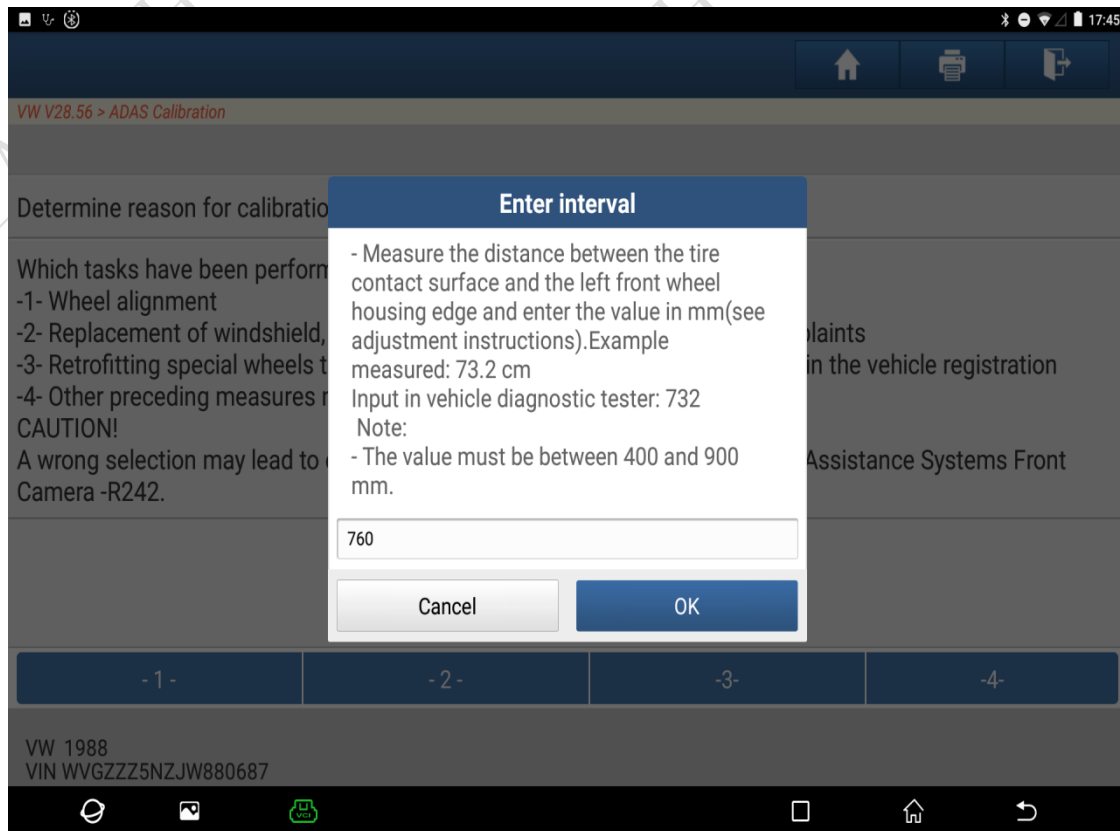 17:45
VW V28.56 > ADAS Calibration
Determine reason for calibratio
Enter interval
- Measure the distance between the tire
contact surface and the left front wheel
housing edge and enter the value in mm(see
adjustment instructions).Example
measured: 73.2 cm
Input in vehicle diagnostic tester: 732
Note:
- The value must be between 400 and 900
mm.
760
Cancel OK
Which tasks have been perform
-1- Wheel alignment
-2- Replacement of windshield, plaints
-3- Retrofitting special wheels t in the vehicle registration
-4- Other preceding measures r
CAUTION!
A wrong selection may lead to Assistance Systems Front
Camera -R242.
- 1 - - 2 - -3- -4-
VW 1988
VIN WVGZZZ5NZJW880687
VCI